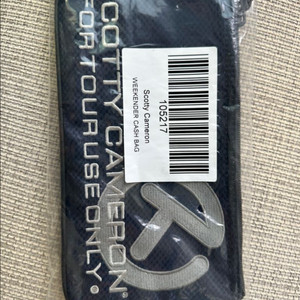 SCOTTY CAMERON®
FOR TOUR USE ONLY.
105217
Scotty Cameron
WEEKENDER CASH BAG